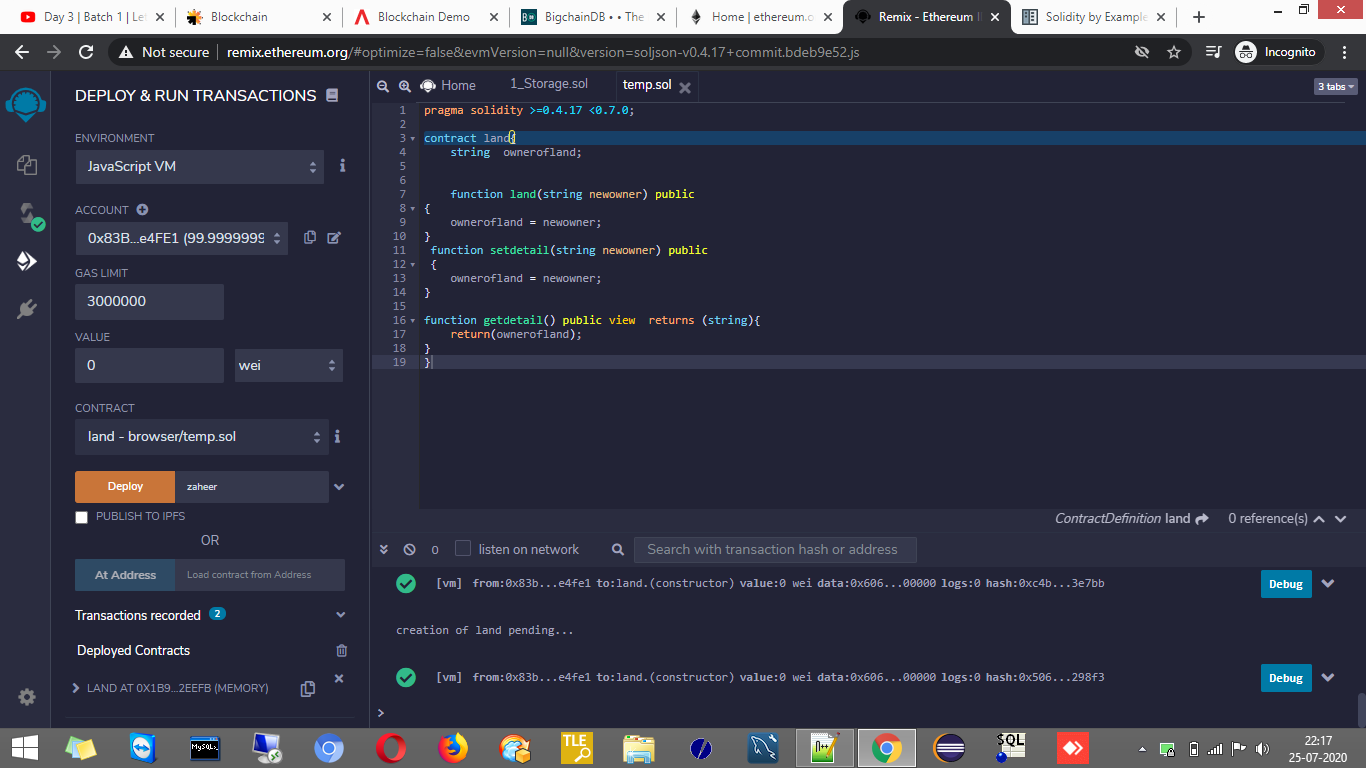 Day 3 | Batch 1 | Le
Blockchain
Blockchain Demo
BigchainDB • • The
Home | ethereum.o
Remix - Ethereum I
Solidity by Example
Not secure | remix.ethereum.org/#optimize=false&evmVersion=null&version=soljson-v0.4.17+commit.bdeb9e52.js
Incognito
DEPLOY & RUN TRANSACTIONS
ENVIRONMENT
JavaScript VM
ACCOUNT
0x83B...e4FE1 (99.9999999
GAS LIMIT
3000000
VALUE
0
wei
CONTRACT
land - browser/temp.sol
Deploy
zaheer
PUBLISH TO IPFS
OR
At Address
Load contract from Address
Transactions recorded 2
Deployed Contracts
LAND AT 0X1B9...2EEFB (MEMORY)
Home
1_Storage.sol
temp.sol
3 tabs
1 pragma solidity >=0.4.17 <0.7.0;
2
3 contract land{
4 string  ownerofland;
5
6
7 function land(string newowner) public
8 {
9 ownerofland = newowner;
10 }
11 function setdetail(string newowner) public
12 {
13 ownerofland = newowner;
14 }
15
16 function getdetail() public view  returns (string){
17 return(ownerofland);
18 }
19 }
ContractDefinition land
0 reference(s)
0
listen on network
Search with transaction hash or address
[vm] from:0x83b...e4fe1 to:land.(constructor) value:0 wei data:0x606...00000 logs:0 hash:0xc4b...3e7bb
Debug
creation of land pending...
[vm] from:0x83b...e4fe1 to:land.(constructor) value:0 wei data:0x606...00000 logs:0 hash:0x506...298f3
Debug
>
MySQL
TLE
n++
SQL
22:17
25-07-2020